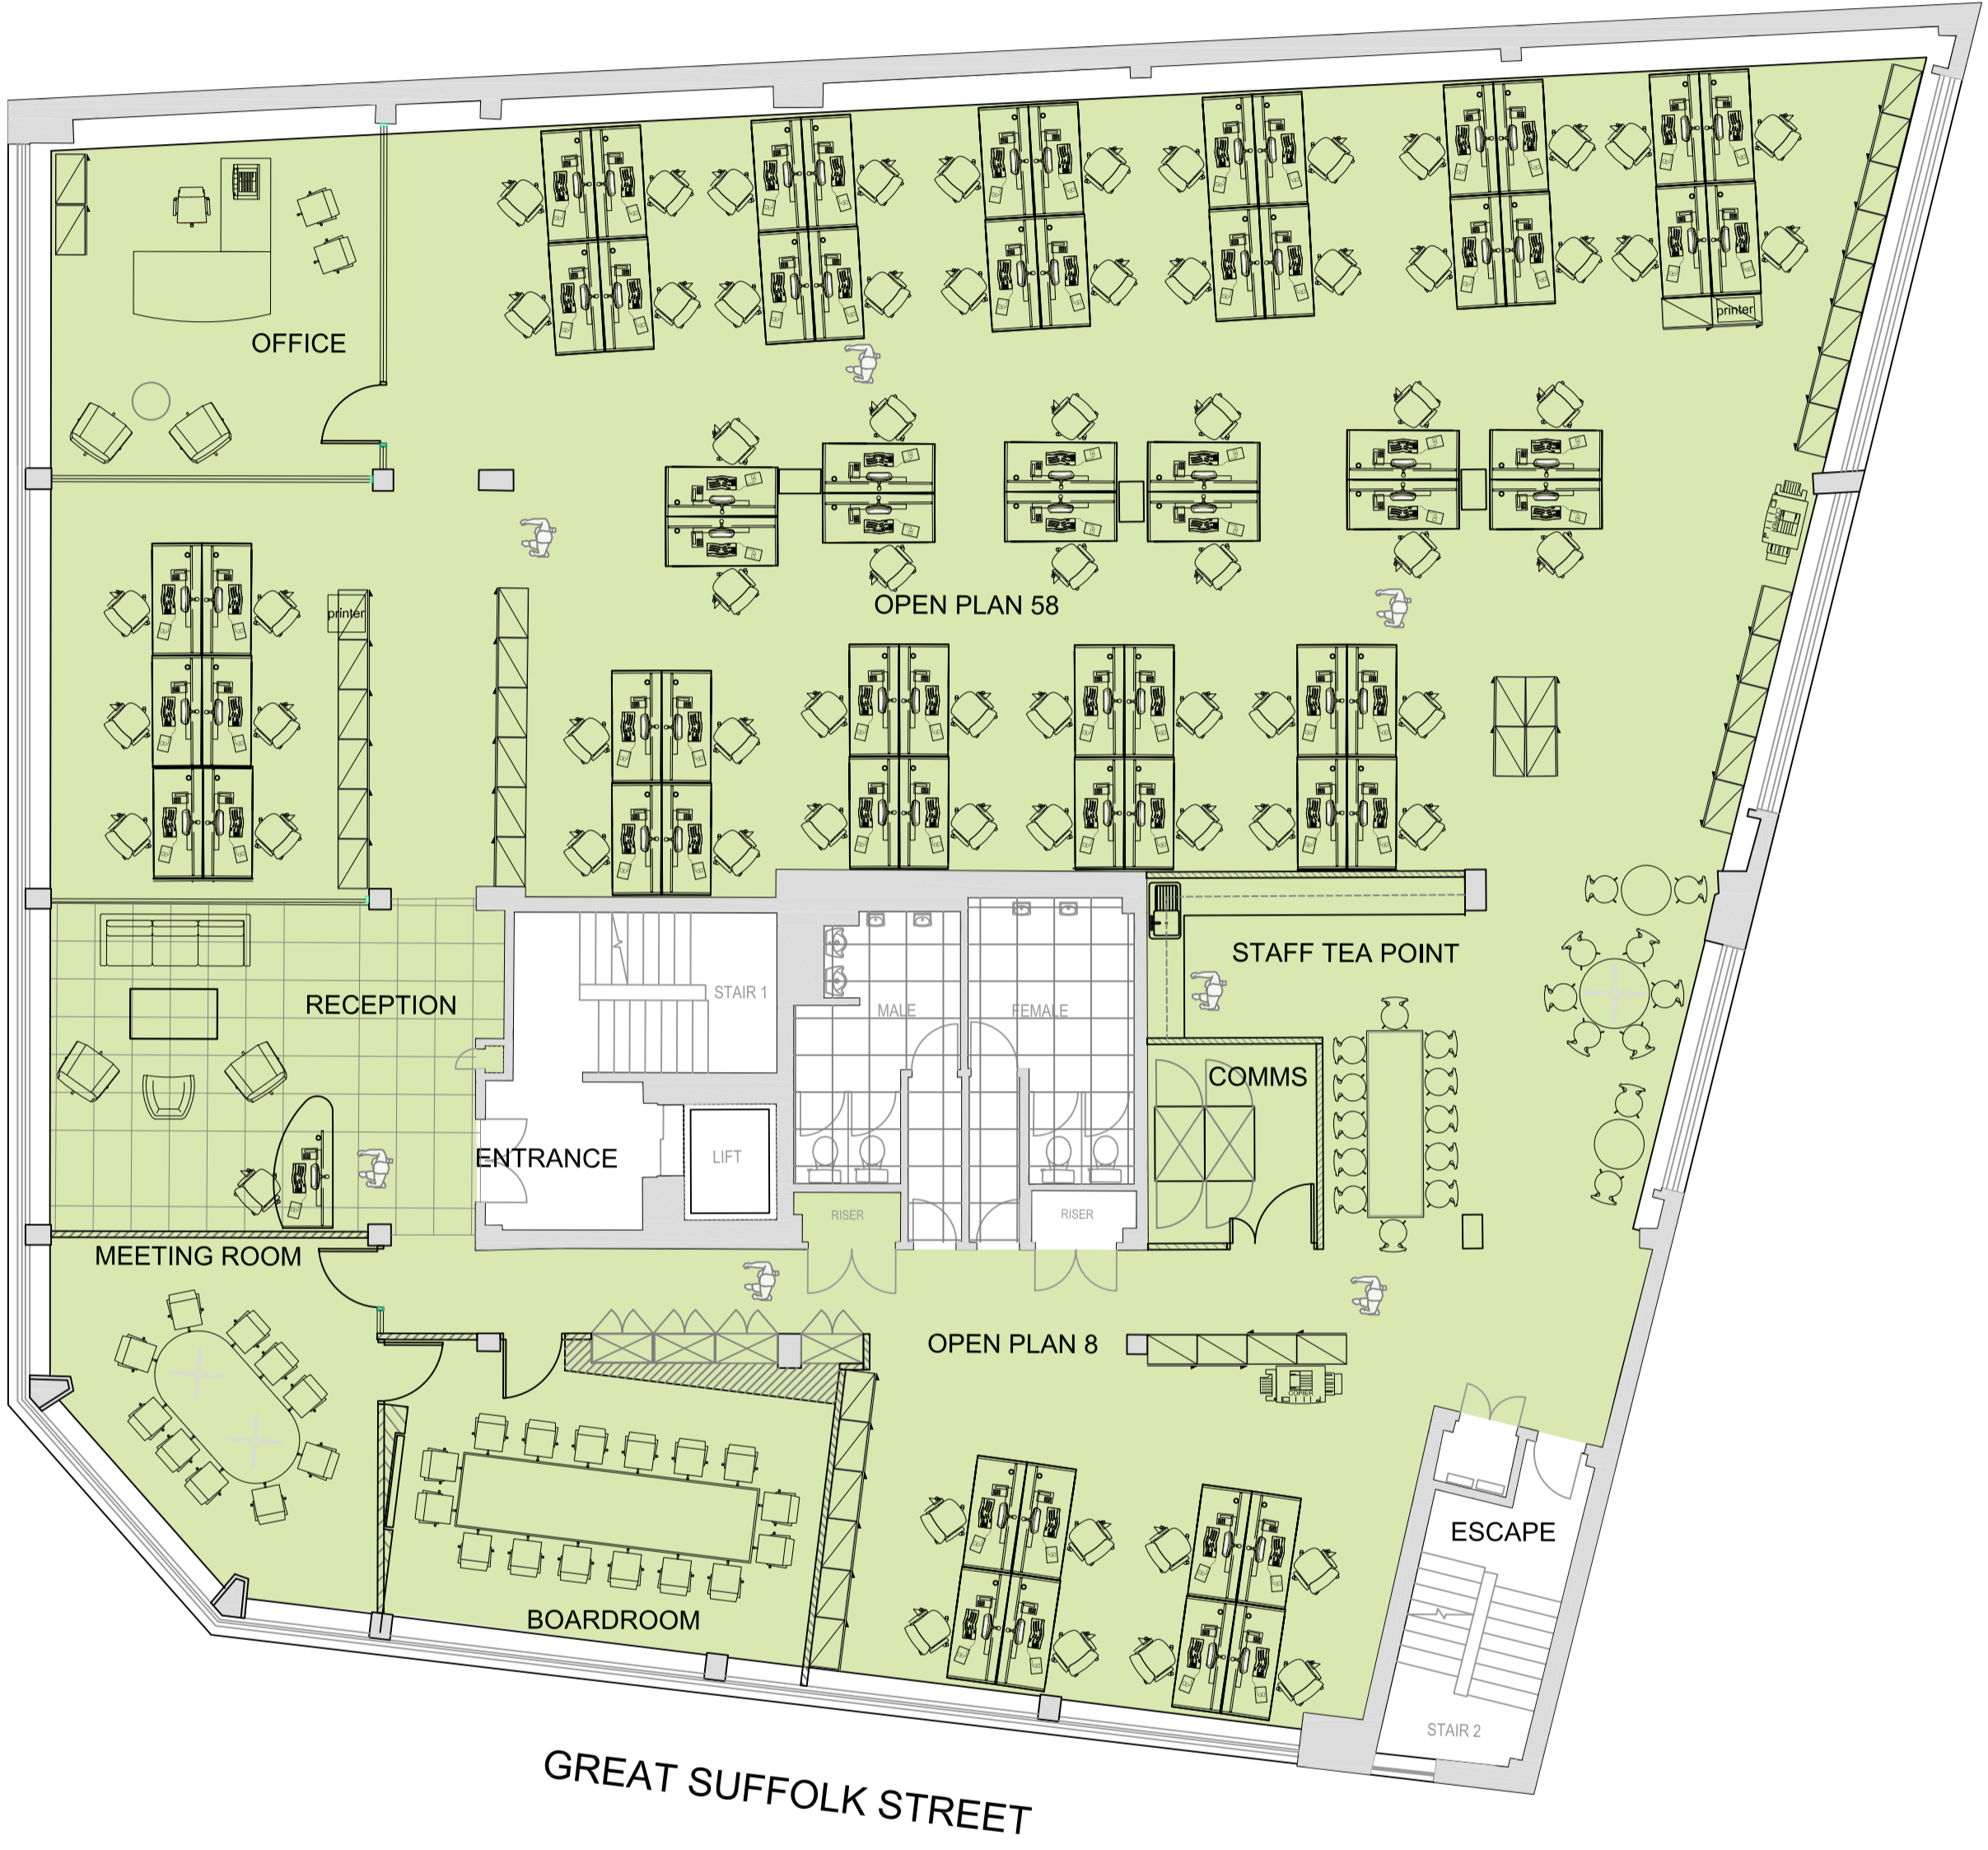 printer
OFFICE
printer
OPEN PLAN 58
STAFF TEA POINT
RECEPTION
STAIR 1
MALE
FEMALE
COMMS
ENTRANCE
LIFT
RISER
RISER
MEETING ROOM
OPEN PLAN 8
COPIER
ESCAPE
BOARDROOM
STAIR 2
GREAT SUFFOLK STREET